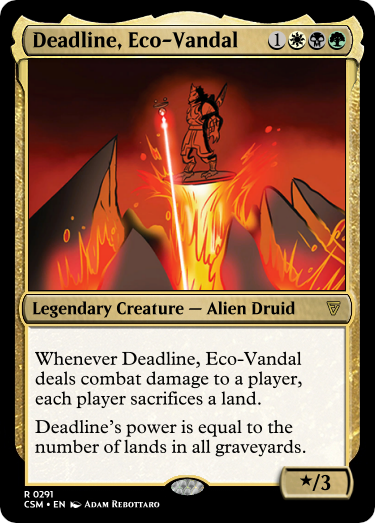 Deadline, Eco-Vandal 1
Legendary Creature — Alien Druid
Whenever Deadline, Eco-Vandal
deals combat damage to a player,
each player sacrifices a land.
Deadline's power is equal to the
number of lands in all graveyards.
★/3
R 0291
CSM • EN Adam Rebottaro